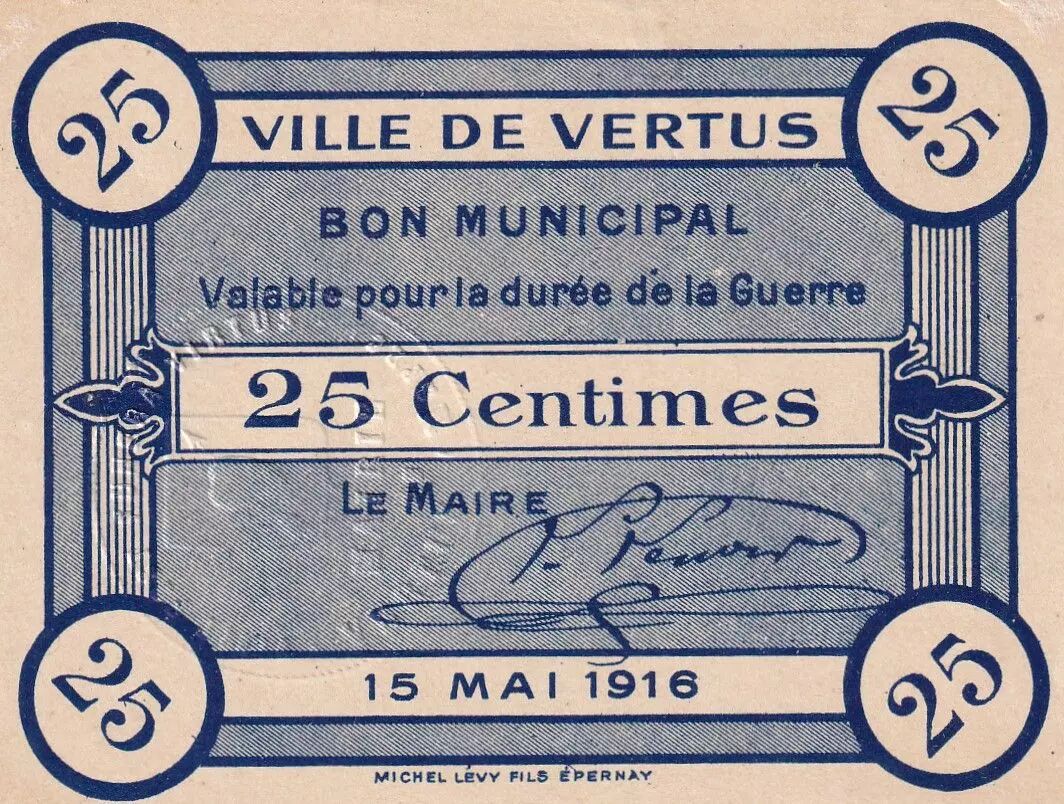 25
25
VILLE DE VERTUS
BON MUNICIPAL
Valable pour la durée de la Guerre
25 Centimes
LE MAIRE
15 MAI 1916
25
25
MICHEL LÉVY FILS ÉPERNAY